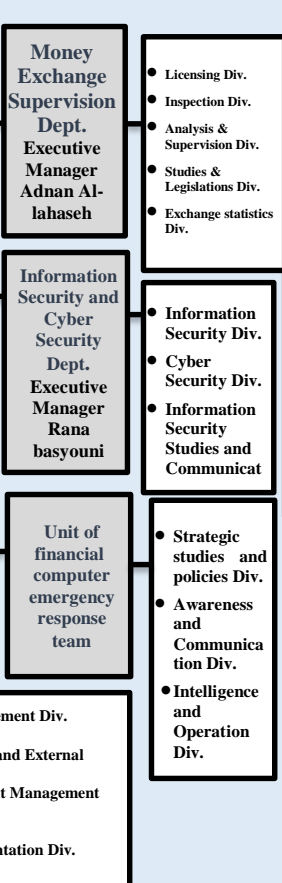 Money
Exchange
Supervision
Dept.
Executive
Manager
Adnan Al-
lahaseh
• Licensing Div.
• Inspection Div.
• Analysis &
Supervision Div.
• Studies &
Legislations Div.
• Exchange statistics
Div.
Information
Security and
Cyber
Security
Dept.
Executive
Manager
Rana
basyouni
• Information
Security Div.
• Cyber
Security Div.
• Information
Security
Studies and
Communicat
Unit of
financial
computer
emergency
response
team
• Strategic
studies and
policies Div.
• Awareness
and
Communica
tion Div.
• Intelligence
and
Operation
Div.
ement Div.
and External
t Management
tation Div.